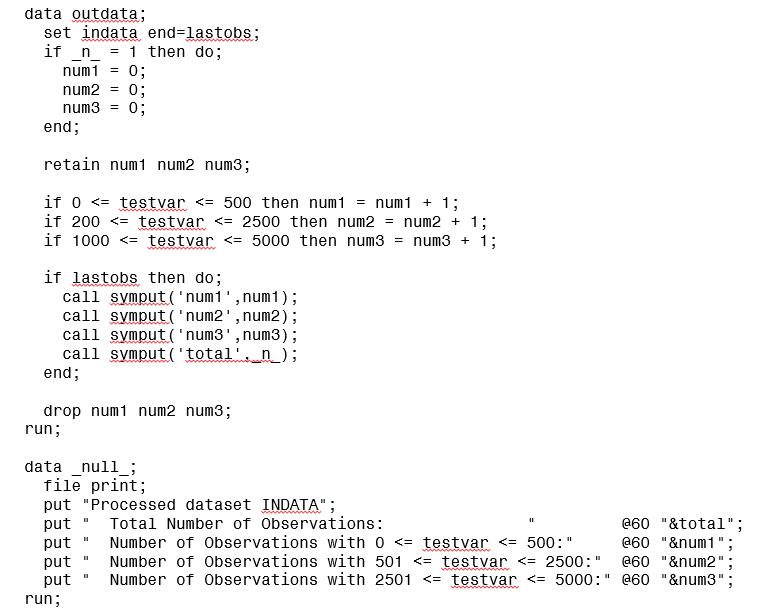 data outdata;
  set indata end=lastobs;
  if _n_ = 1 then do;
    num1 = 0;
    num2 = 0;
    num3 = 0;
  end;

  retain num1 num2 num3;

  if 0 <= testvar <= 500 then num1 = num1 + 1;
  if 200 <= testvar <= 2500 then num2 = num2 + 1;
  if 1000 <= testvar <= 5000 then num3 = num3 + 1;

  if lastobs then do;
    call symput('num1',num1);
    call symput('num2',num2);
    call symput('num3',num3);
    call symput('total',_n_);
  end;

  drop num1 num2 num3;
run;

data _null_;
  file print;
  put "Processed dataset INDATA";
  put "  Total Number of Observations:                "         @60 "&total";
  put "  Number of Observations with 0 <= testvar <= 500:"     @60 "&num1";
  put "  Number of Observations with 501 <= testvar <= 2500:"  @60 "&num2";
  put "  Number of Observations with 2501 <= testvar <= 5000:" @60 "&num3";
run;